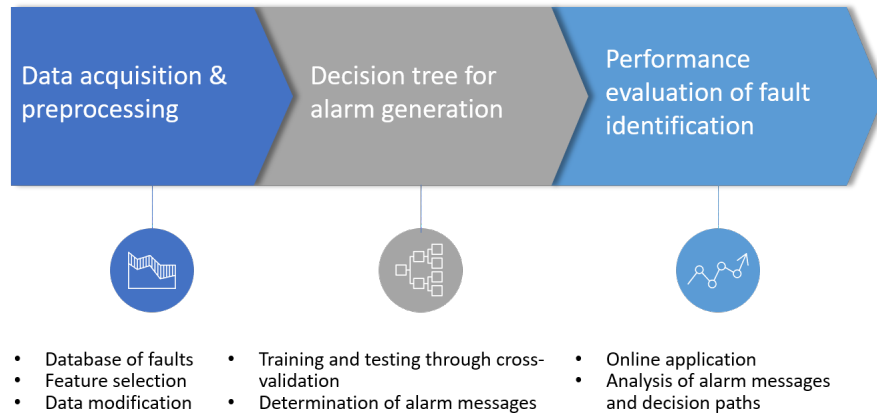 Data acquisition &
preprocessing
Decision tree for
alarm generation
Performance
evaluation of fault
identification
• Database of faults
• Feature selection
• Data modification
• Training and testing through cross-
validation
• Determination of alarm messages
• Online application
• Analysis of alarm messages
and decision paths